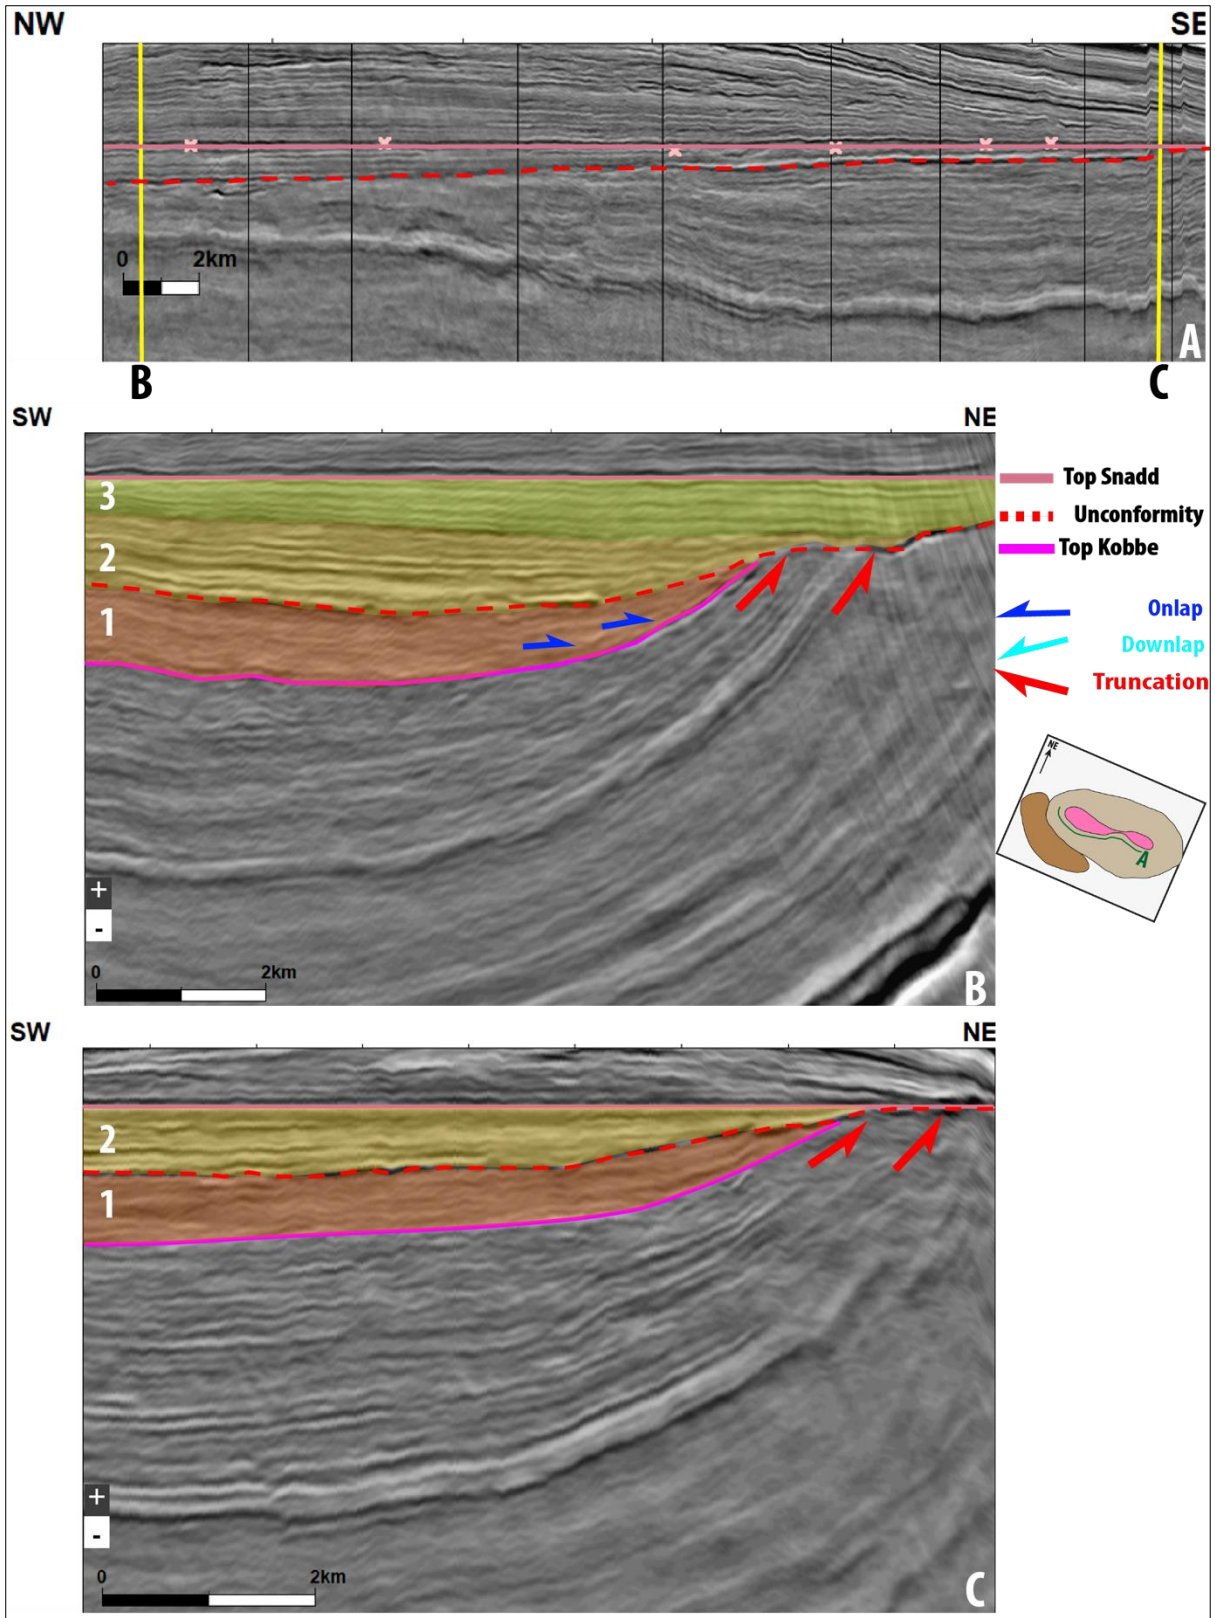 NW SE
0 2km
A
B C
SW NE
3
2
1
+
-
0 2km
B
Top Snadd
Unconformity
Top Kobbe
Onlap
Downlap
Truncation
NE
A
SW NE
2
1
+
-
0 2km
C